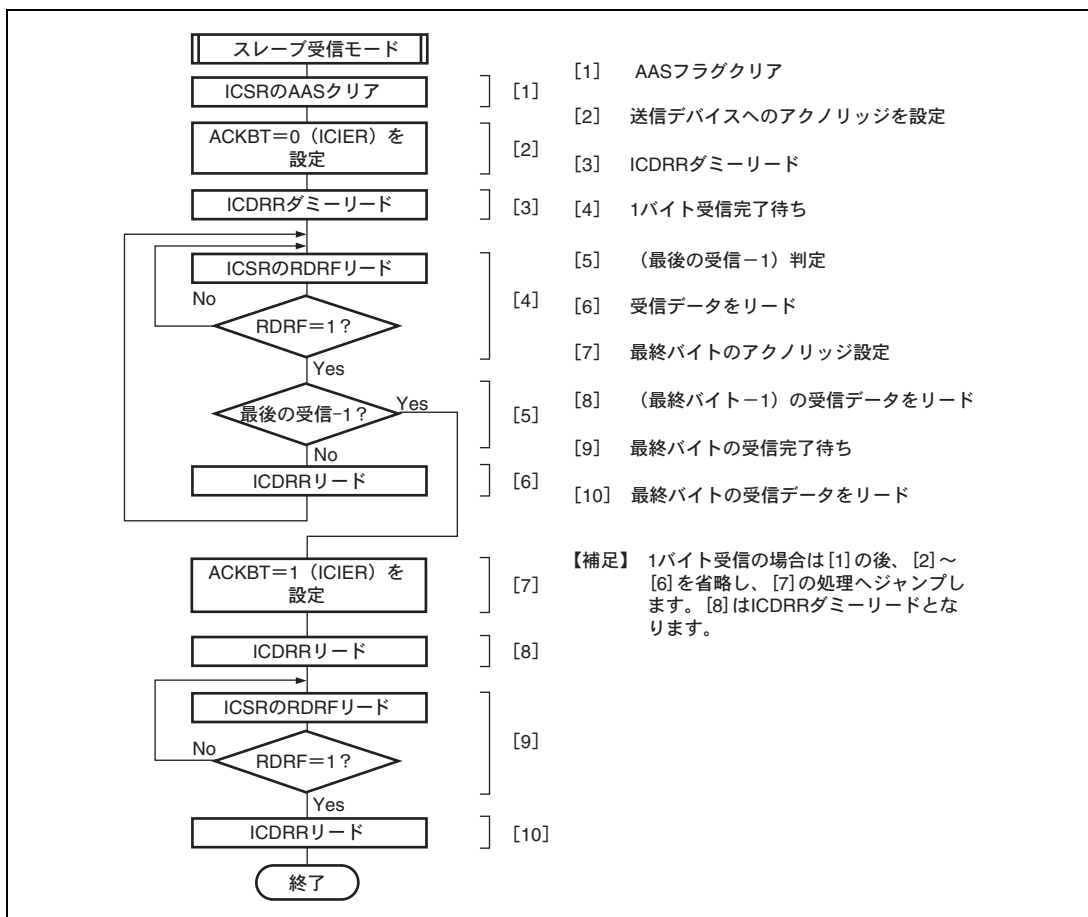 スレーブ受信モード
ICSRのAASクリア
[1]
ACKBT=0（ICIER）を
設定
[2]
ICDRRダミーリード
[3]
ICSRのRDRFリード
No
RDRF=1？
[4]
Yes
最後の受信-1？
Yes
[5]
No
ICDRRリード
[6]
ACKBT=1（ICIER）を
設定
[7]
ICDRRリード
[8]
ICSRのRDRFリード
No
RDRF=1？
[9]
Yes
ICDRRリード
[10]
終了
[1] AASフラグクリア
[2] 送信デバイスへのアクノリッジを設定
[3] ICDRRダミーリード
[4] 1バイト受信完了待ち
[5] （最後の受信－1）判定
[6] 受信データをリード
[7] 最終バイトのアクノリッジ設定
[8] （最終バイト－1）の受信データをリード
[9] 最終バイトの受信完了待ち
[10] 最終バイトの受信データをリード
【補足】 1バイト受信の場合は[1]の後、[2]～
[6]を省略し、[7]の処理へジャンプし
ます。[8]はICDRRダミーリードとな
ります。